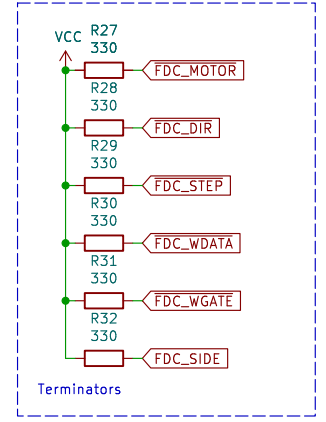 VCC
R27
330
FDC_MOTOR
R28
330
FDC_DIR
R29
330
FDC_STEP
R30
330
FDC_WDATA
R31
330
FDC_WGATE
R32
330
FDC_SIDE
Terminators